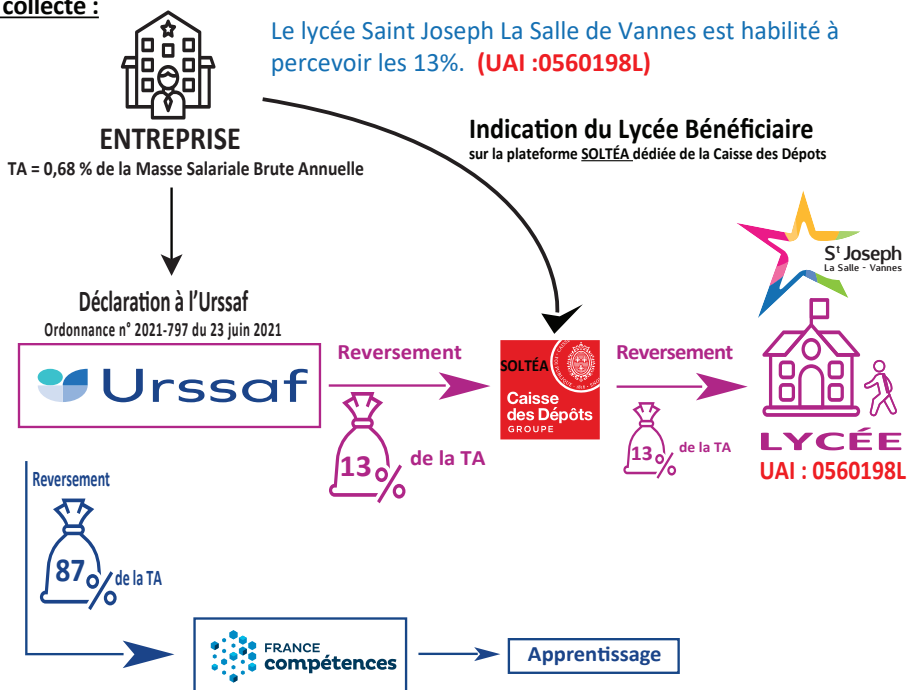 collecte :
Le lycée Saint Joseph La Salle de Vannes est habilité à
percevoir les 13%. (UAI :0560198L)
ENTREPRISE
TA = 0,68 % de la Masse Salariale Brute Annuelle
Indication du Lycée Bénéficiaire
sur la plateforme SOLTÉA dédiée de la Caisse des Dépots
St Joseph
La Salle - Vannes
Déclaration à l'Urssaf
Ordonnance n° 2021-797 du 23 juin 2021
Urssaf
Reversement
13%
de la TA
SOLTÉA
Caisse
des Dépôts
GROUPE
Reversement
13%
de la TA
LYCÉE
UAI : 0560198L
Reversement
87%
de la TA
FRANCE
compétences
Apprentissage